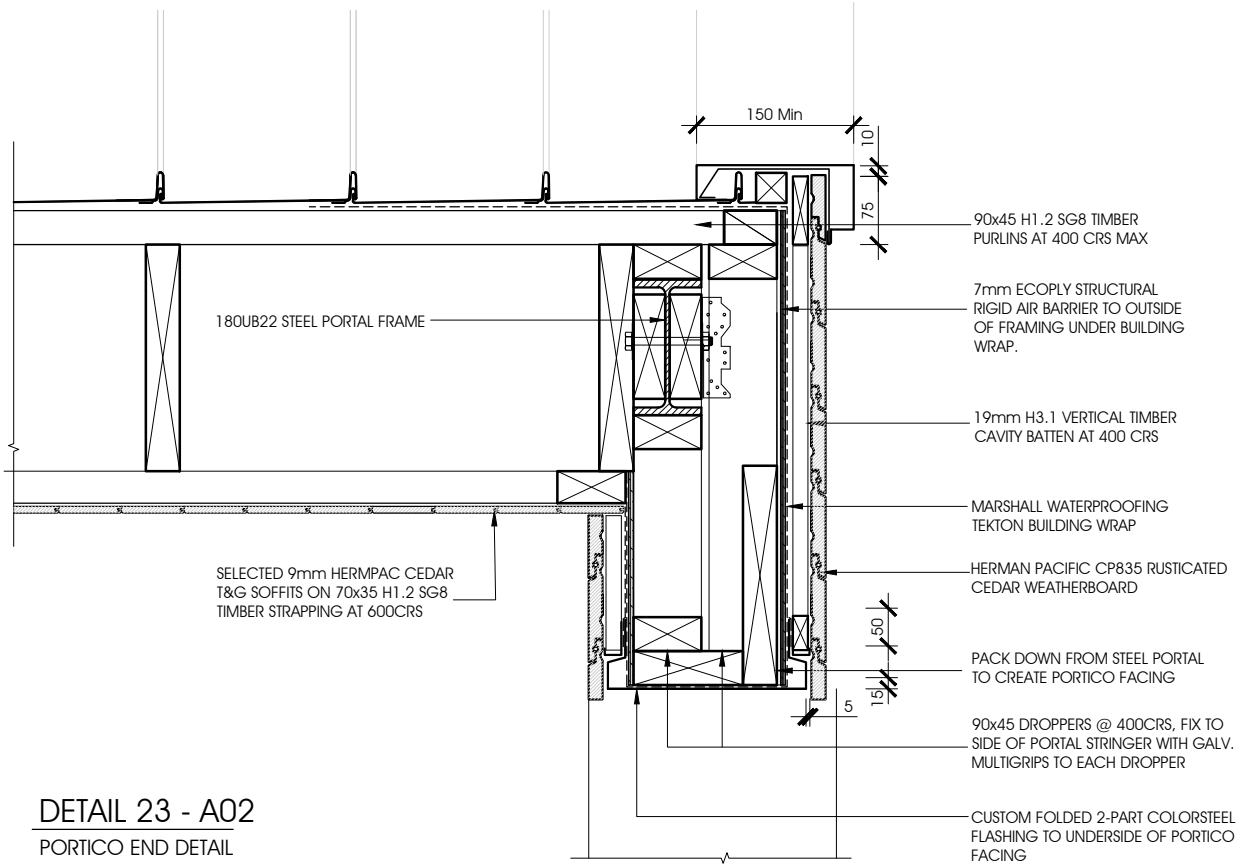 150 Min
10
75
90x45 H1.2 SG8 TIMBER
PURLINS AT 400 CRS MAX
7mm ECOPLY STRUCTURAL
RIGID AIR BARRIER TO OUTSIDE
OF FRAMING UNDER BUILDING
WRAP.
180UB22 STEEL PORTAL FRAME
19mm H3.1 VERTICAL TIMBER
CAVITY BATTEN AT 400 CRS
MARSHALL WATERPROOFING
TEKTON BUILDING WRAP
SELECTED 9mm HERMPAC CEDAR
T&G SOFFITS ON 70x35 H1.2 SG8
TIMBER STRAPPING AT 600CRS
HERMAN PACIFIC CP835 RUSTICATED
CEDAR WEATHERBOARD
50
15
5
PACK DOWN FROM STEEL PORTAL
TO CREATE PORTICO FACING
90x45 DROPPERS @ 400CRS, FIX TO
SIDE OF PORTAL STRINGER WITH GALV.
MULTIGRIPS TO EACH DROPPER
CUSTOM FOLDED 2-PART COLORSTEEL
FLASHING TO UNDERSIDE OF PORTICO
FACING
DETAIL 23 - A02
PORTICO END DETAIL